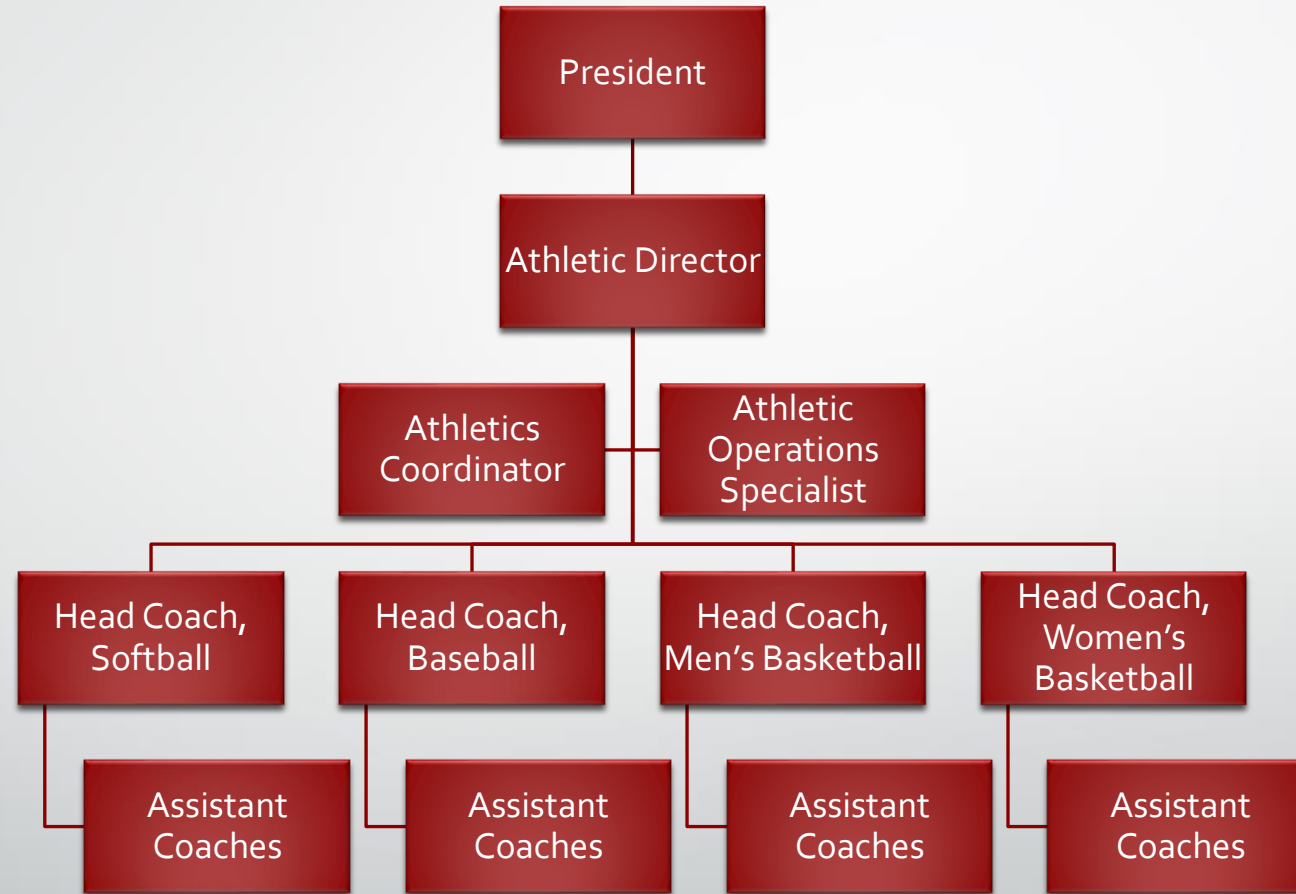 President
Athletic Director
Athletics
Coordinator
Athletic
Operations
Specialist
Head Coach,
Softball
Head Coach,
Baseball
Head Coach,
Men’s Basketball
Head Coach,
Women’s
Basketball
Assistant
Coaches
Assistant
Coaches
Assistant
Coaches
Assistant
Coaches